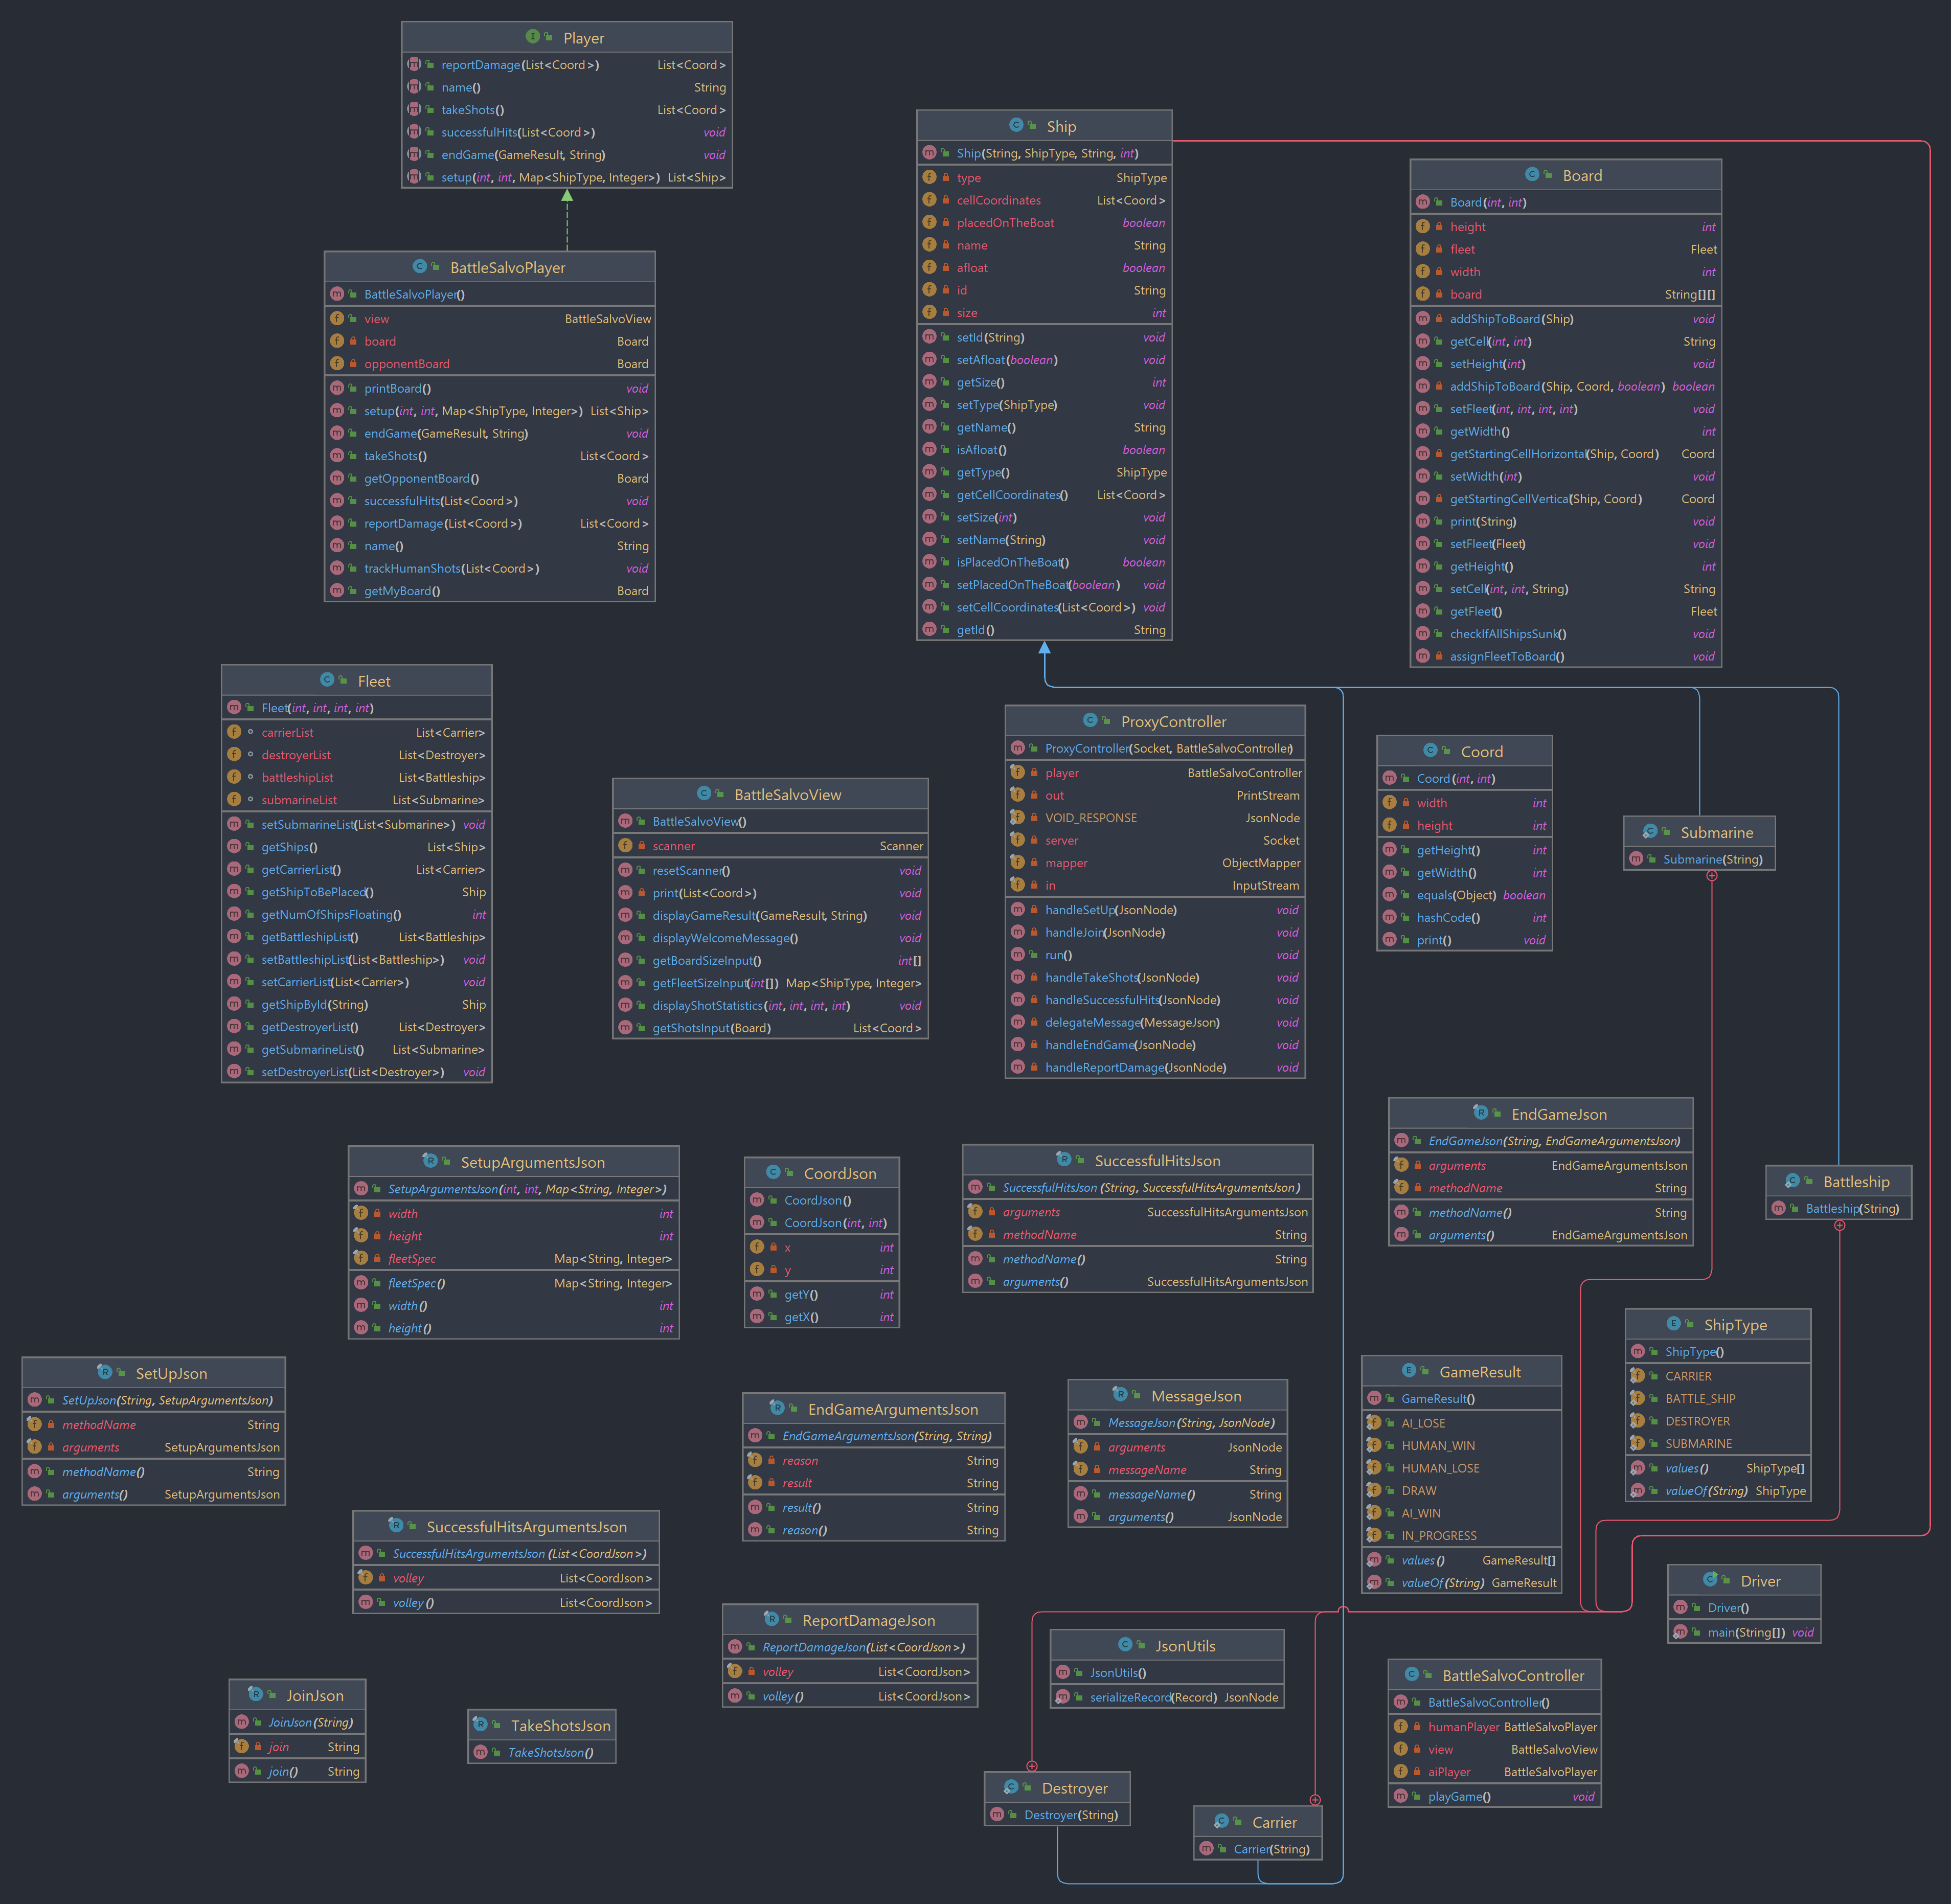 Player
reportDamage(List<Coord>) List<Coord>
name() String
takeShots() List<Coord>
successfulHits(List<Coord>) void
endGame(GameResult, String) void
setup(int, int, Map<ShipType, Integer>) List<Ship>
BattleSalvoPlayer
BattleSalvoPlayer()
view BattleSalvoView
board Board
opponentBoard Board
printBoard() void
setup(int, int, Map<ShipType, Integer>) List<Ship>
endGame(GameResult, String) void
takeShots() List<Coord>
getOpponentBoard() Board
successfulHits(List<Coord>) void
reportDamage(List<Coord>) List<Coord>
name() String
trackHumanShots(List<Coord>) void
getMyBoard() Board
Ship
Ship(String, ShipType, String, int)
type ShipType
cellCoordinates List<Coord>
placedOnTheBoat boolean
name String
afloat boolean
id String
size int
setId(String) void
setAfloat(boolean) void
getSize() int
setType(ShipType) void
getName() String
isAfloat() boolean
getType() ShipType
getCellCoordinates() List<Coord>
setSize(int) void
setName(String) void
isPlacedOnTheBoat() boolean
setPlacedOnTheBoat(boolean) void
setCellCoordinates(List<Coord>) void
getId() String
Board
Board(int, int)
height int
fleet Fleet
width int
board String[][]
addShipToBoard(Ship) void
getCell(int, int) String
setHeight(int) void
addShipToBoard(Ship, Coord, boolean) boolean
setFleet(int, int, int, int) void
getWidth() int
getStartingCellHorizontal(Ship, Coord) Coord
setWidth(int) void
getStartingCellVertical(Ship, Coord) Coord
print(String) void
setFleet(Fleet) void
getHeight() int
setCell(int, int, String) String
getFleet() Fleet
checkIfAllShipsSunk() void
assignFleetToBoard() void
Fleet
Fleet(int, int, int, int)
carrierList List<Carrier>
destroyerList List<Destroyer>
battleshipList List<Battleship>
submarineList List<Submarine>
setSubmarineList(List<Submarine>) void
getShips() List<Ship>
getCarrierList() List<Carrier>
getShipToBePlaced() Ship
getNumOfShipsFloating() int
getBattleshipList() List<Battleship>
setBattleshipList(List<Battleship>) void
setCarrierList(List<Carrier>) void
getShipById(String) Ship
getDestroyerList() List<Destroyer>
getSubmarineList() List<Submarine>
setDestroyerList(List<Destroyer>) void
BattleSalvoView
BattleSalvoView()
scanner Scanner
resetScanner() void
print(List<Coord>) void
displayGameResult(GameResult, String) void
displayWelcomeMessage() void
getBoardSizeInput() int[]
getFleetSizeInput(int[]) Map<ShipType, Integer>
displayShotStatistics(int, int, int, int) void
getShotsInput(Board) List<Coord>
ProxyController
ProxyController(Socket, BattleSalvoController)
player BattleSalvoController
out PrintStream
VOID_RESPONSE JsonNode
server Socket
mapper ObjectMapper
in InputStream
handleSetUp(JsonNode) void
handleJoin(JsonNode) void
run() void
handleTakeShots(JsonNode) void
handleSuccessfulHits(JsonNode) void
delegateMessage(MessageJson) void
handleEndGame(JsonNode) void
handleReportDamage(JsonNode) void
Coord
Coord(int, int)
width int
height int
getHeight() int
getWidth() int
equals(Object) boolean
hashCode() int
print() void
Submarine
Submarine(String)
EndGameJson
EndGameJson(String, EndGameArgumentsJson)
arguments EndGameArgumentsJson
methodName String
methodName() String
arguments() EndGameArgumentsJson
Battleship
Battleship(String)
SetupArgumentsJson
SetupArgumentsJson(int, int, Map<String, Integer>)
width int
height int
fleetSpec Map<String, Integer>
fleetSpec() Map<String, Integer>
width() int
height() int
CoordJson
CoordJson()
CoordJson(int, int)
x int
y int
getY() int
getX() int
SuccessfulHitsJson
SuccessfulHitsJson(String, SuccessfulHitsArgumentsJson)
arguments SuccessfulHitsArgumentsJson
methodName String
methodName() String
arguments() SuccessfulHitsArgumentsJson
ShipType
ShipType()
CARRIER
BATTLE_SHIP
DESTROYER
SUBMARINE
values() ShipType[]
valueOf(String) ShipType
SetUpJson
SetUpJson(String, SetupArgumentsJson)
methodName String
arguments SetupArgumentsJson
methodName() String
arguments() SetupArgumentsJson
EndGameArgumentsJson
EndGameArgumentsJson(String, String)
reason String
result String
result() String
reason() String
MessageJson
MessageJson(String, JsonNode)
arguments JsonNode
messageName String
messageName() String
arguments() JsonNode
GameResult
GameResult()
AI_LOSE
HUMAN_WIN
HUMAN_LOSE
DRAW
AI_WIN
IN_PROGRESS
values() GameResult[]
valueOf(String) GameResult
SuccessfulHitsArgumentsJson
SuccessfulHitsArgumentsJson(List<CoordJson>)
volley List<CoordJson>
volley() List<CoordJson>
Driver
Driver()
main(String[]) void
ReportDamageJson
ReportDamageJson(List<CoordJson>)
volley List<CoordJson>
volley() List<CoordJson>
JsonUtils
JsonUtils()
serializeRecord(Record) JsonNode
BattleSalvoController
BattleSalvoController()
humanPlayer BattleSalvoPlayer
view BattleSalvoView
aiPlayer BattleSalvoPlayer
playGame() void
JoinJson
JoinJson(String)
join String
join() String
TakeShotsJson
TakeShotsJson()
Destroyer
Destroyer(String)
Carrier
Carrier(String)